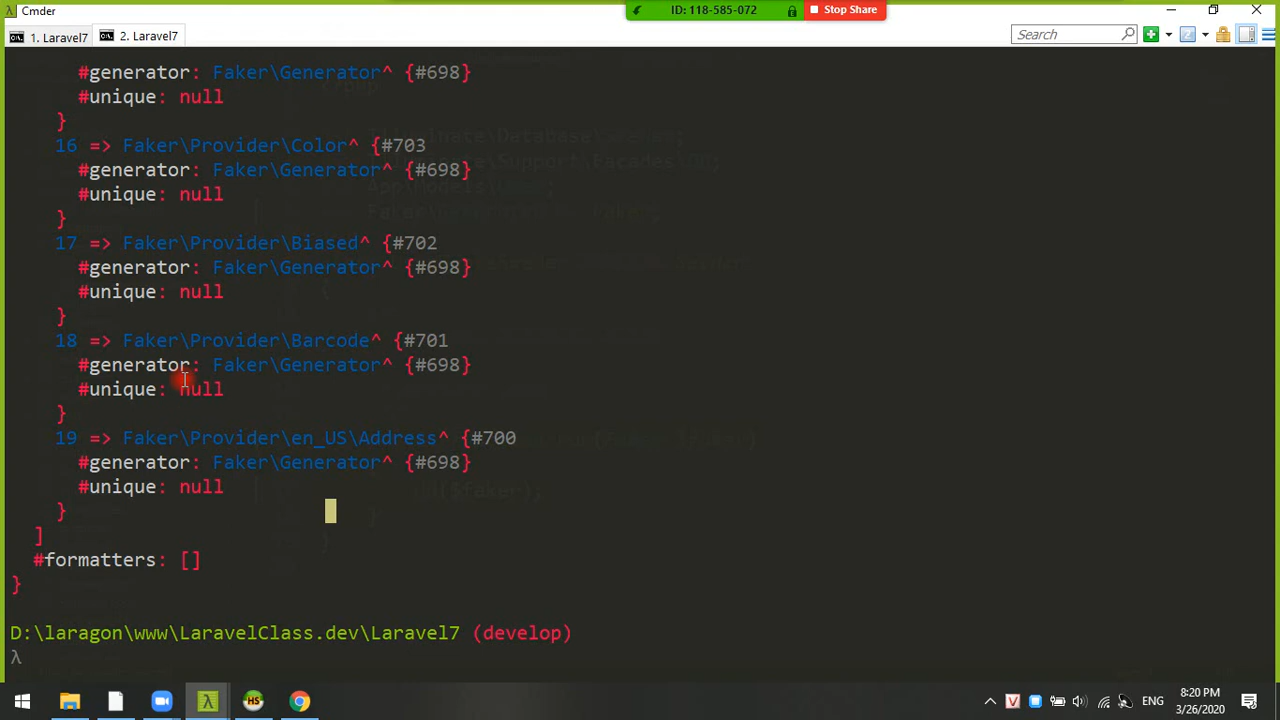 Cmder
ID: 118-585-072
Stop Share
1. Laravel7
2. Laravel7
Search
#generator: Faker\Generator^ {#698}
#unique: null
}
16 => Faker\Provider\Color^ {#703
#generator: Faker\Generator^ {#698}
#unique: null
}
17 => Faker\Provider\Biased^ {#702
#generator: Faker\Generator^ {#698}
#unique: null
}
18 => Faker\Provider\Barcode^ {#701
#generator: Faker\Generator^ {#698}
#unique: null
}
19 => Faker\Provider\en_US\Address^ {#700
#generator: Faker\Generator^ {#698}
#unique: null
}
]
#formatters: []
}
D:\laragon\www\LaravelClass.dev\Laravel7 (develop)
λ
HS
ENG
8:20 PM
3/26/2020